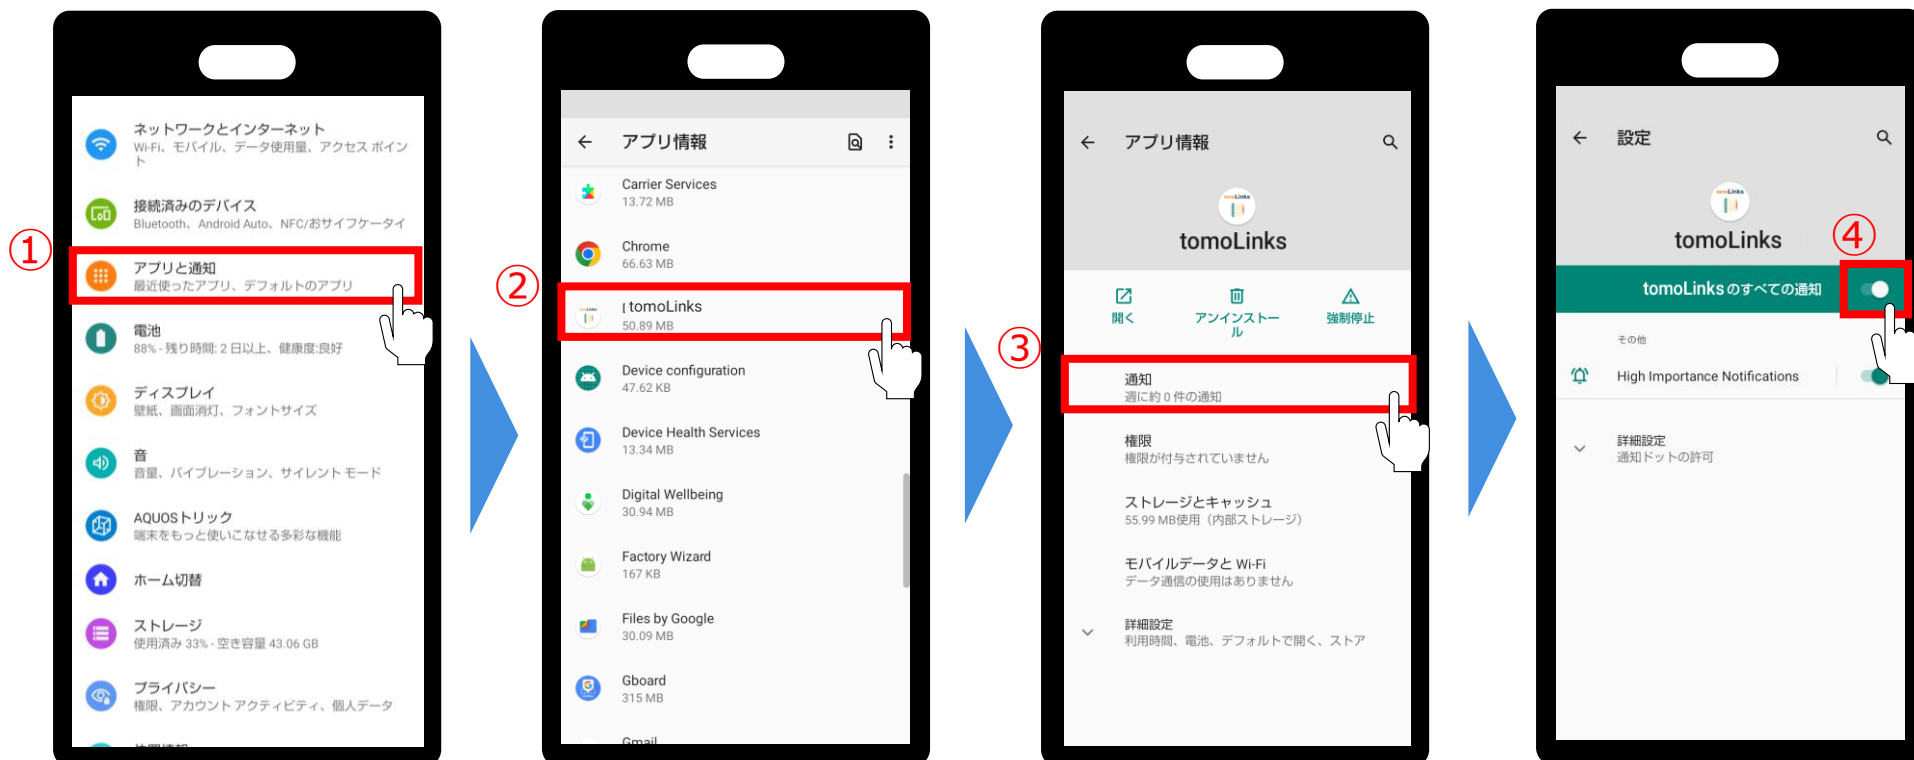 ①
ネットワークとインターネット
Wi-Fi、モバイル、データ使用量、アクセス ポイン
ト
接続済みのデバイス
Bluetooth、Android Auto、NFC/おサイフケータイ
アプリと通知
最近使ったアプリ、デフォルトのアプリ
電池
88% - 残り時間: 2 日以上、健康度:良好
ディスプレイ
壁紙、画面消灯、フォントサイズ
音
音量、バイブレーション、サイレント モード
AQUOSトリック
端末をもっと使いこなせる多彩な機能
ホーム切替
ストレージ
使用済み 33% - 空き容量 43.06 GB
プライバシー
権限、アカウント アクティビティ、個人データ
②
アプリ情報
Carrier Services
13.72 MB
Chrome
66.63 MB
tomoLinks
50.89 MB
Device configuration
47.62 KB
Device Health Services
13.34 MB
Digital Wellbeing
30.94 MB
Factory Wizard
167 KB
Files by Google
30.09 MB
Gboard
315 MB
Gmail
③
アプリ情報
tomoLinks
tomoLinks
開く
アンインストー
ル
強制停止
通知
週に約 0 件の通知
権限
権限が付与されていません
ストレージとキャッシュ
55.99 MB使用（内部ストレージ）
モバイルデータと Wi-Fi
データ通信の使用はありません
詳細設定
利用時間、電池、デフォルトで開く、ストア
④
設定
tomoLinks
tomoLinks
tomoLinks のすべての通知
その他
High Importance Notifications
詳細設定
通知ドットの許可